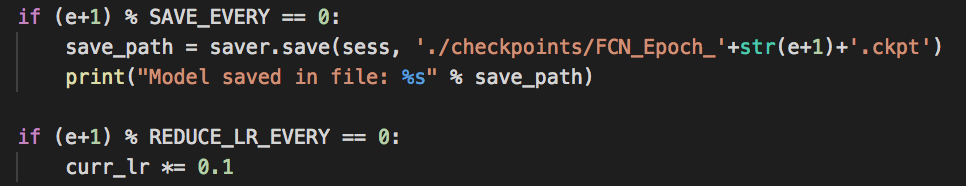 if (e+1) % SAVE_EVERY == 0:
    save_path = saver.save(sess, './checkpoints/FCN_Epoch_'+str(e+1)+'.ckpt')
    print("Model saved in file: %s" % save_path)
if (e+1) % REDUCE_LR_EVERY == 0:
    curr_lr *= 0.1